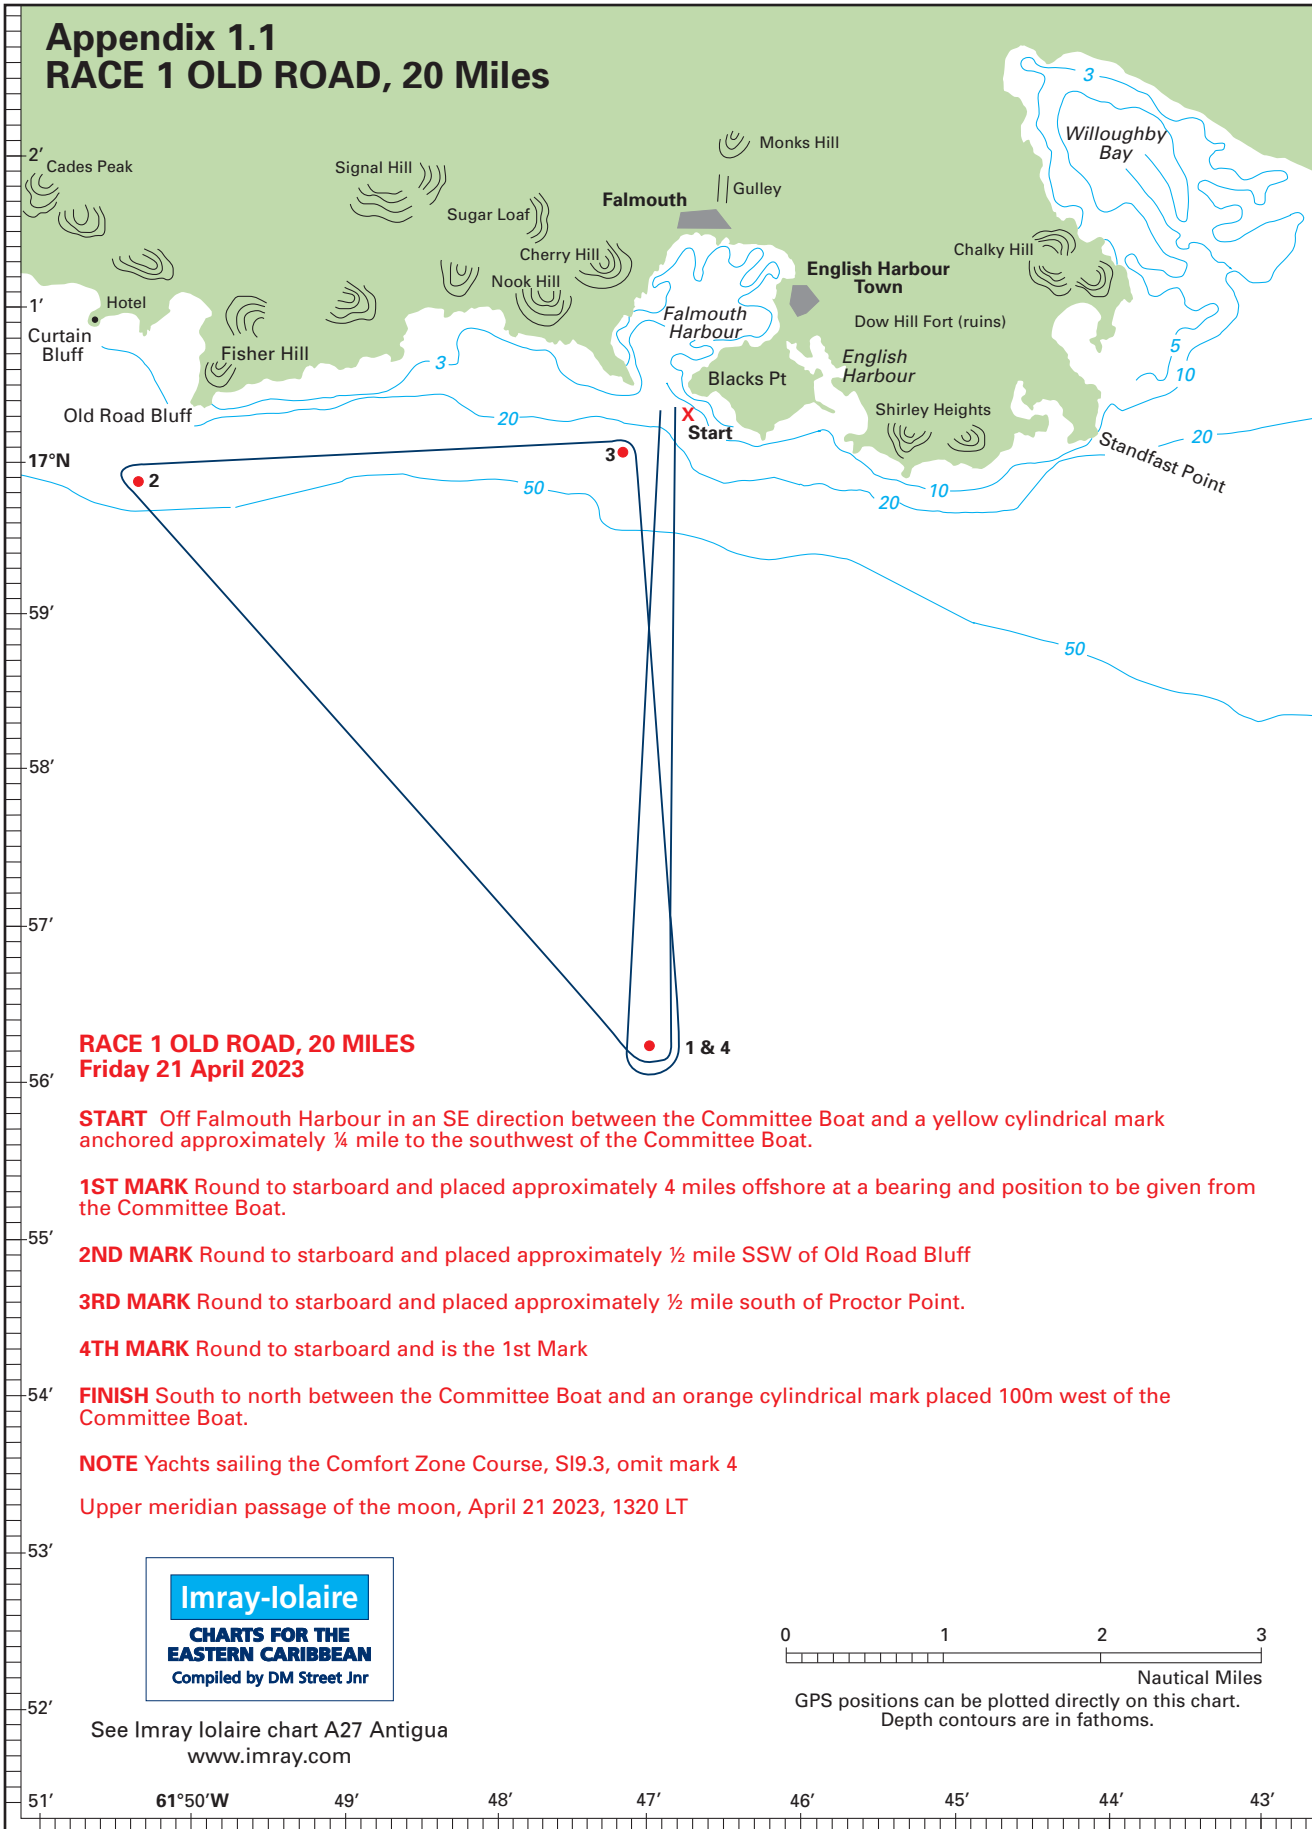 Appendix 1.1
RACE 1 OLD ROAD, 20 Miles
3
Willoughby
Bay
Monks Hill
2′
Cades Peak
Signal Hill
Gulley
Falmouth
Sugar Loaf
Chalky Hill
Cherry Hill
English Harbour
Town
Nook Hill
Hotel
1′
Falmouth
Harbour
Dow Hill Fort (ruins)
Curtain
Bluff
Fisher Hill
3
English
Harbour
5
10
Blacks Pt
Old Road Bluff
20
X
Start
Shirley Heights
20
Standfast Point
17°N
3
2
50
10
20
59′
50
58′
57′
1 & 4
RACE 1 OLD ROAD, 20 MILES
Friday 21 April 2023
56′
START Off Falmouth Harbour in an SE direction between the Committee Boat and a yellow cylindrical mark
anchored approximately ¼ mile to the southwest of the Committee Boat.
1ST MARK Round to starboard and placed approximately 4 miles offshore at a bearing and position to be given from
the Committee Boat.
55′
2ND MARK Round to starboard and placed approximately ½ mile SSW of Old Road Bluff
3RD MARK Round to starboard and placed approximately ½ mile south of Proctor Point.
4TH MARK Round to starboard and is the 1st Mark
54′
FINISH South to north between the Committee Boat and an orange cylindrical mark placed 100m west of the
Committee Boat.
NOTE Yachts sailing the Comfort Zone Course, SI9.3, omit mark 4
Upper meridian passage of the moon, April 21 2023, 1320 LT
53′
Imray-Iolaire
CHARTS FOR THE
EASTERN CARIBBEAN
Compiled by DM Street Jnr
0 1 2 3
Nautical Miles
GPS positions can be plotted directly on this chart.
Depth contours are in fathoms.
52′
See Imray Iolaire chart A27 Antigua
www.imray.com
51′ 61°50′W 49′ 48′ 47′ 46′ 45′ 44′ 43′